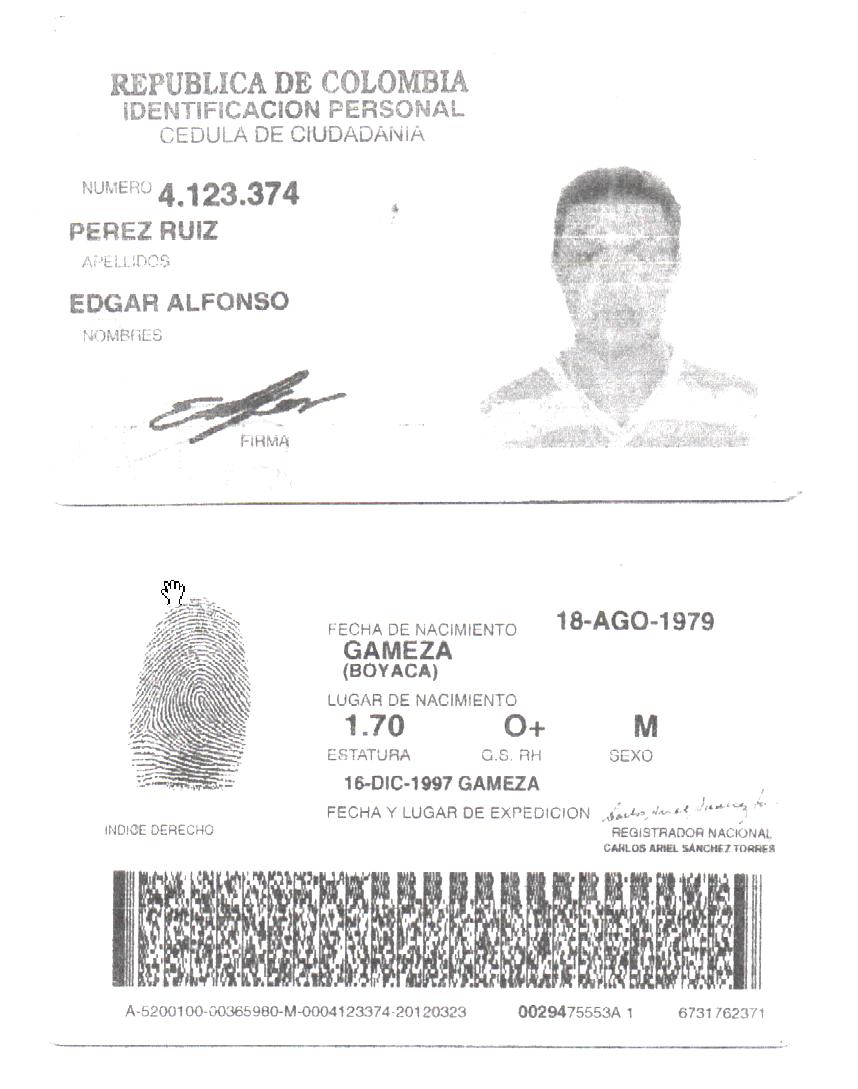 REPUBLICA DE COLOMBIA
IDENTIFICACION PERSONAL
CEDULA DE CIUDADANIA
NUMERO 4.123.374
PEREZ RUIZ
APELLIDOS
EDGAR ALFONSO
NOMBRES
FIRMA
FECHA DE NACIMIENTO 18-AGO-1979
GAMEZA
(BOYACA)
LUGAR DE NACIMIENTO
1.70 O+ M
ESTATURA G.S. RH SEXO
16-DIC-1997 GAMEZA
FECHA Y LUGAR DE EXPEDICION
INDICE DERECHO
REGISTRADOR NACIONAL
CARLOS ARIEL SÁNCHEZ TORRES
A-5200100-00365980-M-0004123374-20120323 0029475553A 1 6731762371